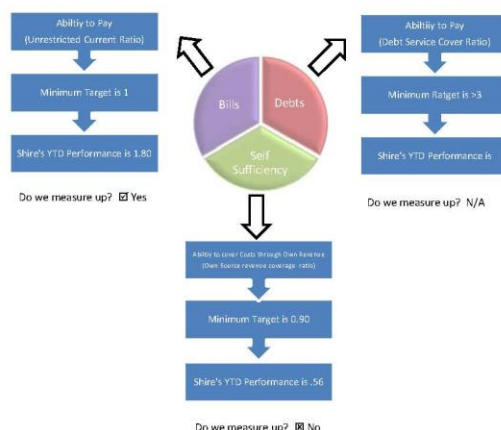 Abiltiy to Pay
(Unrestricted Current Ratio)
Minimum Target is 1
Shire's YTD Performance is 1.80
Do we measure up? ☑ Yes
Bills
Debts
Self
Sufficiency
Abiltiiy to Pay
(Debt Service Cover Ratio)
Minimum Ratget is >3
Shire's YTD Performance is
Do we measure up? N/A
Abiltiy to cover Costs through Own Revenue
(Own Source revenue coverage ratio)
Minimum Target is 0.90
Shire's YTD Performance is .56
Do we measure up? ☒ No